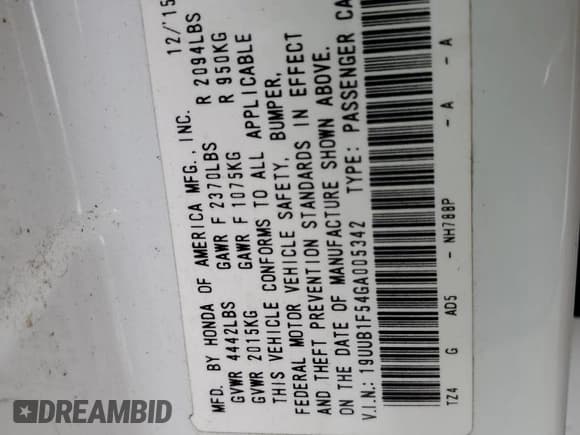 MFD. BY HONDA OF AMERICA MFG., INC. 12/'15
GVWR 4442LBS GAWR F 2370LBS R 2094LBS
GVWR 2015KG GAWR F 1075KG R 950KG
THIS VEHICLE CONFORMS TO ALL APPLICABLE
FEDERAL MOTOR VEHICLE SAFETY, BUMPER,
AND THEFT PREVENTION STANDARDS IN EFFECT
ON THE DATE OF MANUFACTURE SHOWN ABOVE.
V.I.N.: 19UUB1F54GA005342 TYPE: PASSENGER CA
TZ4 G AD5 - NH788P - A - A
DREAMBID